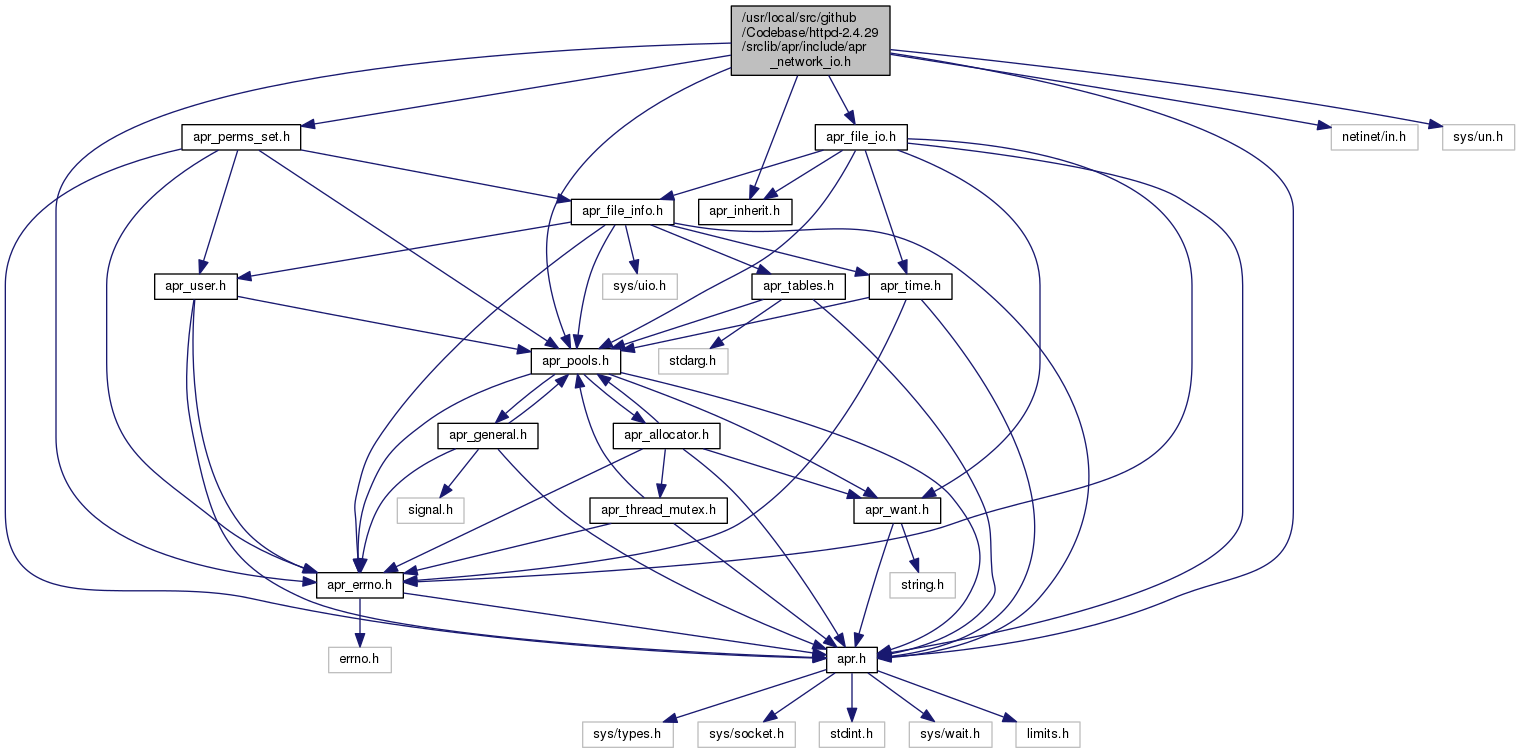 /usr/local/src/github
/Codebase/httpd-2.4.29
/srclib/apr/include/apr
_network_io.h
apr_perms_set.h
apr_file_io.h
netinet/in.h
sys/un.h
apr_file_info.h
apr_inherit.h
apr_user.h
sys/uio.h
apr_tables.h
apr_time.h
apr_pools.h
stdarg.h
apr_general.h
apr_allocator.h
signal.h
apr_thread_mutex.h
apr_want.h
apr_errno.h
string.h
errno.h
apr.h
sys/types.h
sys/socket.h
stdint.h
sys/wait.h
limits.h